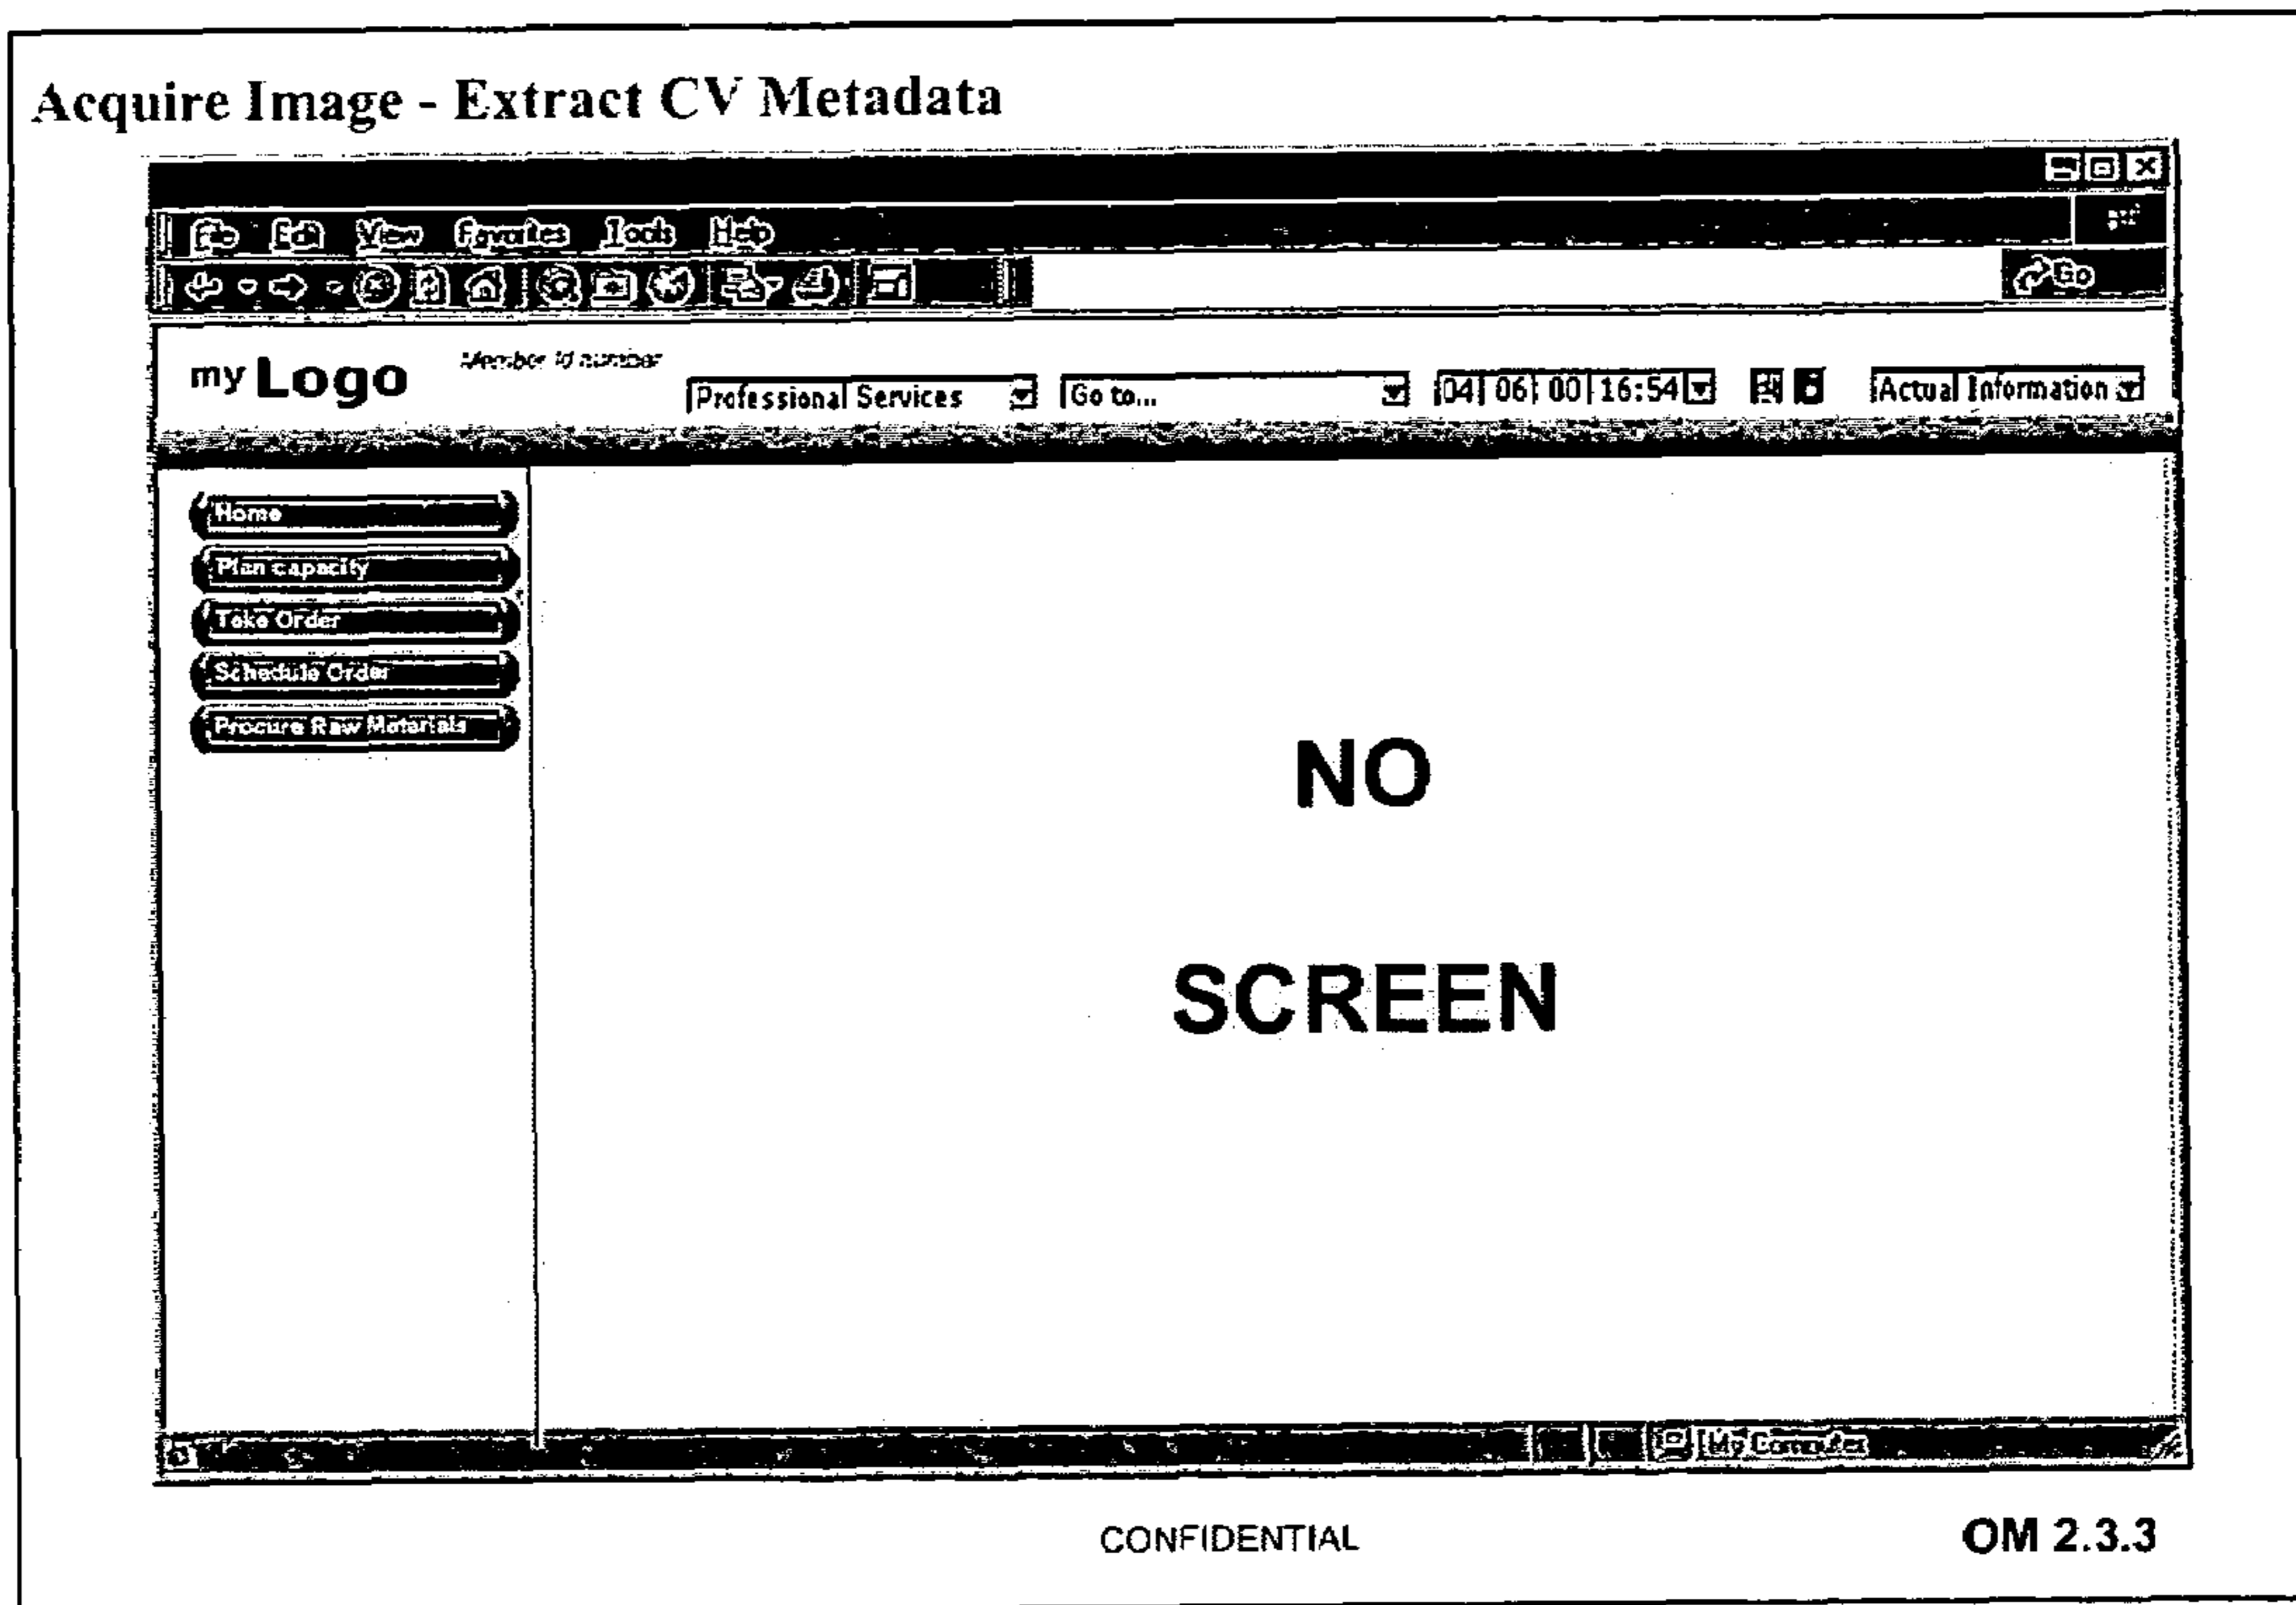 Acquire Image - Extract CV Metadata
File Edit View Favorites Tools Help
Go
my Logo Member Id number
Professional Services Go to... 04 06 00 16:54 Actual Information
Home
Plan capacity
Take Order
Schedule Order
Procure Raw Materials
NO
SCREEN
My Computer
CONFIDENTIAL OM 2.3.3